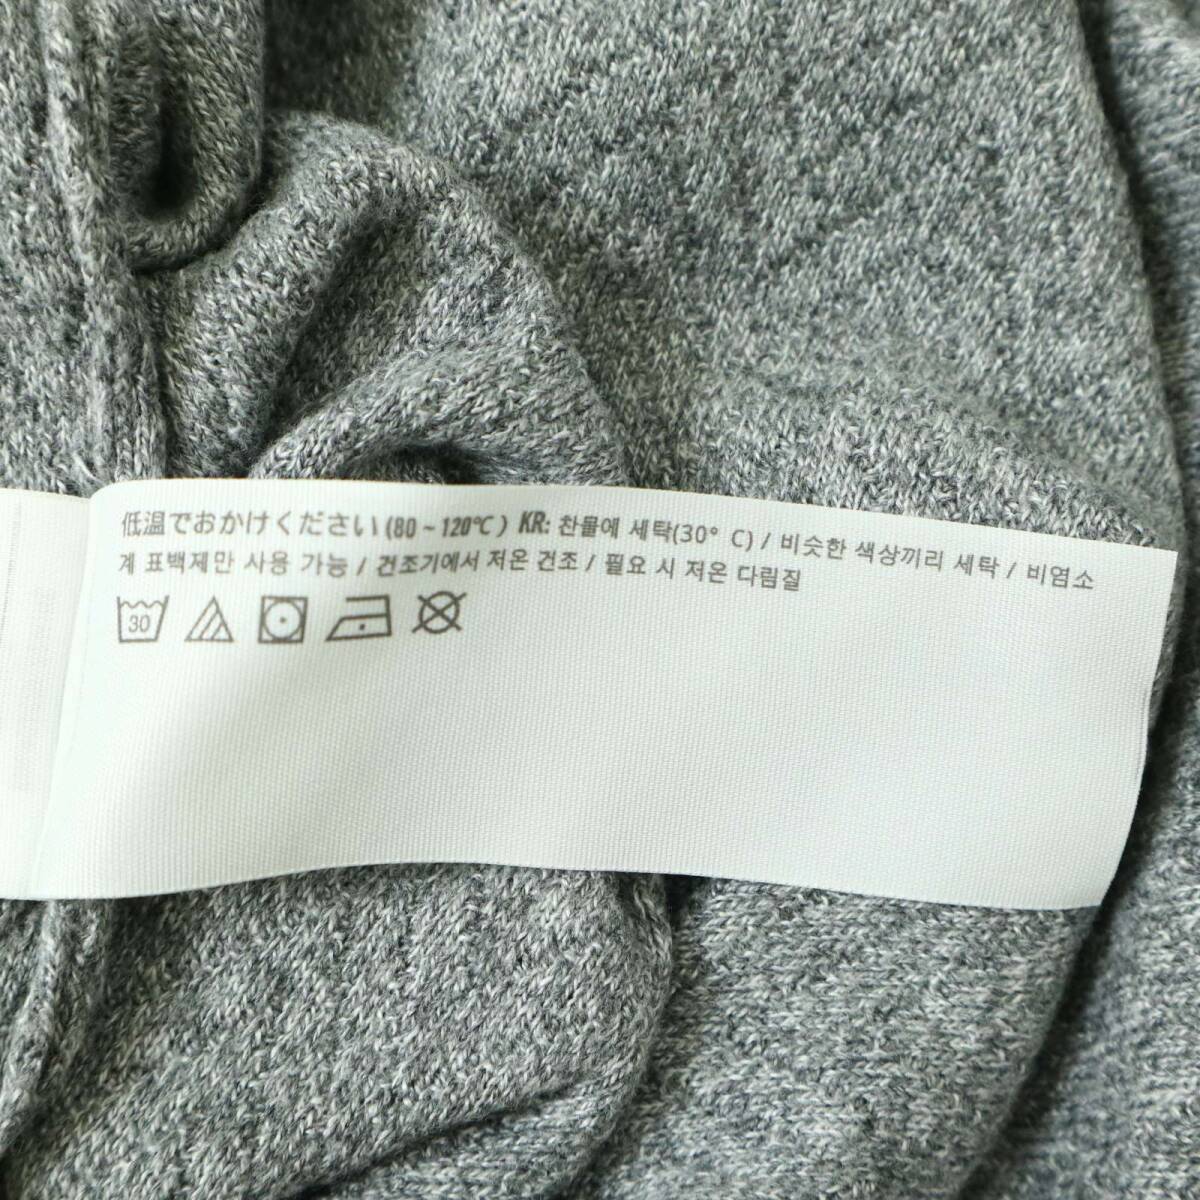 低温でおかけください(80~120℃) KR: 찬물에 세탁(30° C) / 비슷한 색상끼리 세탁 / 비염소
계 표백제만 사용 가능 / 건조기에서 저온 건조 / 필요 시 저온 다림질
30